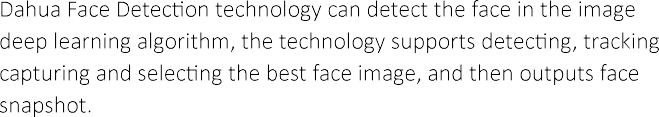 Dahua Face Detection technology can detect the face in the image
deep learning algorithm, the technology supports detecting, tracking
capturing and selecting the best face image, and then outputs face
snapshot.